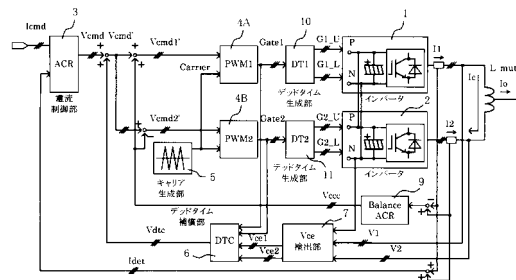 Icmd
3
Vcmd
Vcmd'
ACR
電流
制御部
Vcmd1'
4A
PWM1
Carrier
Gate1
10
DT1
デッドタイム
生成部
G1_U
G1_L
1
P
N
インバータ
I1
L_mut
Ic
Io
Vcmd2'
4B
PWM2
Gate2
DT2
11
デッドタイム
生成部
G2_U
G2_L
2
P
N
インバータ
I2
キャリア
生成部
5
デッドタイム
補償部
Vccc
Balance
ACR
9
Vdtc
DTC
6
Vce1
Vce2
Vce
検出部
7
V1
V2
Idet